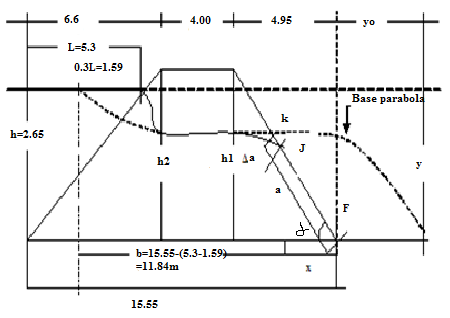 6.6 4.00 4.95 yo
L=5.3
0.3L=1.59
Base parabola
k
h=2.65
J
h2 h1 Δa
y
a
F
α
b=15.55-(5.3-1.59)
=11.84m
x
15.55